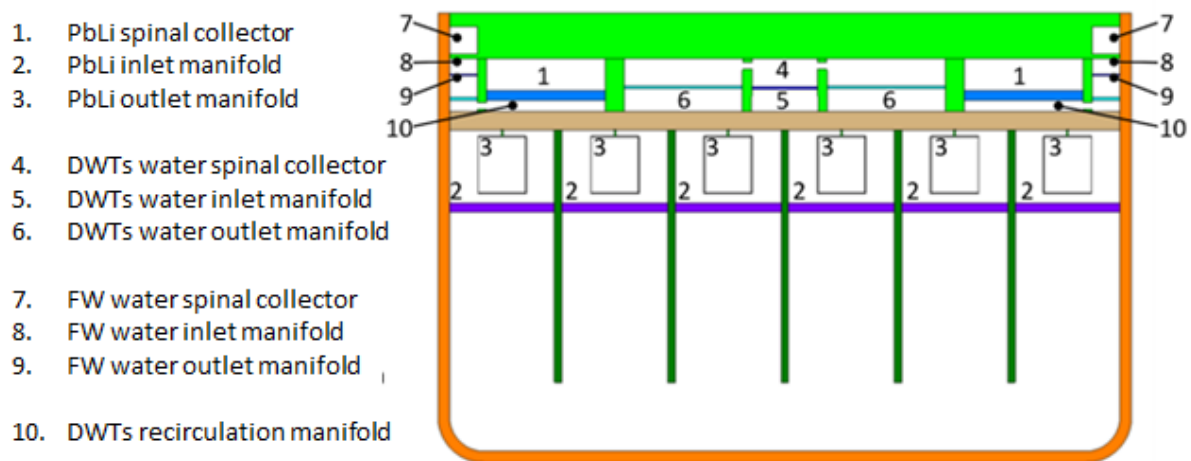 1. PbLi spinal collector
2. PbLi inlet manifold
3. PbLi outlet manifold
4. DWTs water spinal collector
5. DWTs water inlet manifold
6. DWTs water outlet manifold
7. FW water spinal collector
8. FW water inlet manifold
9. FW water outlet manifold
10. DWTs recirculation manifold
7 7
8 1 4 1 8
9 6 5 6 9
10 10
3 3 3 3 3 3
2 2 2 2 2 2